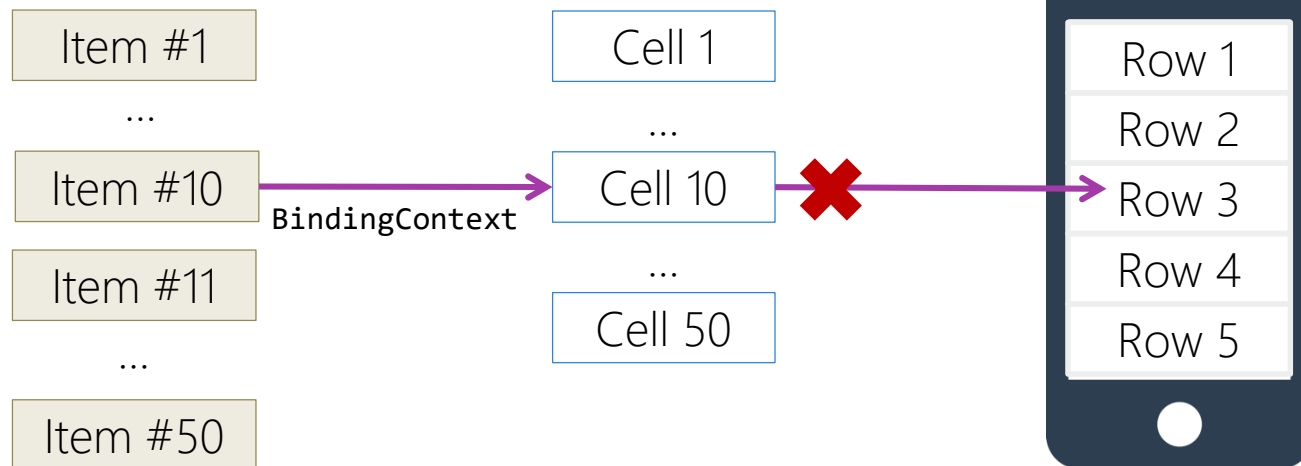 Item #1
...
Item #10
Item #11
...
Item #50
BindingContext
Cell 1
...
Cell 10
...
Cell 50
Row 1
Row 2
Row 3
Row 4
Row 5